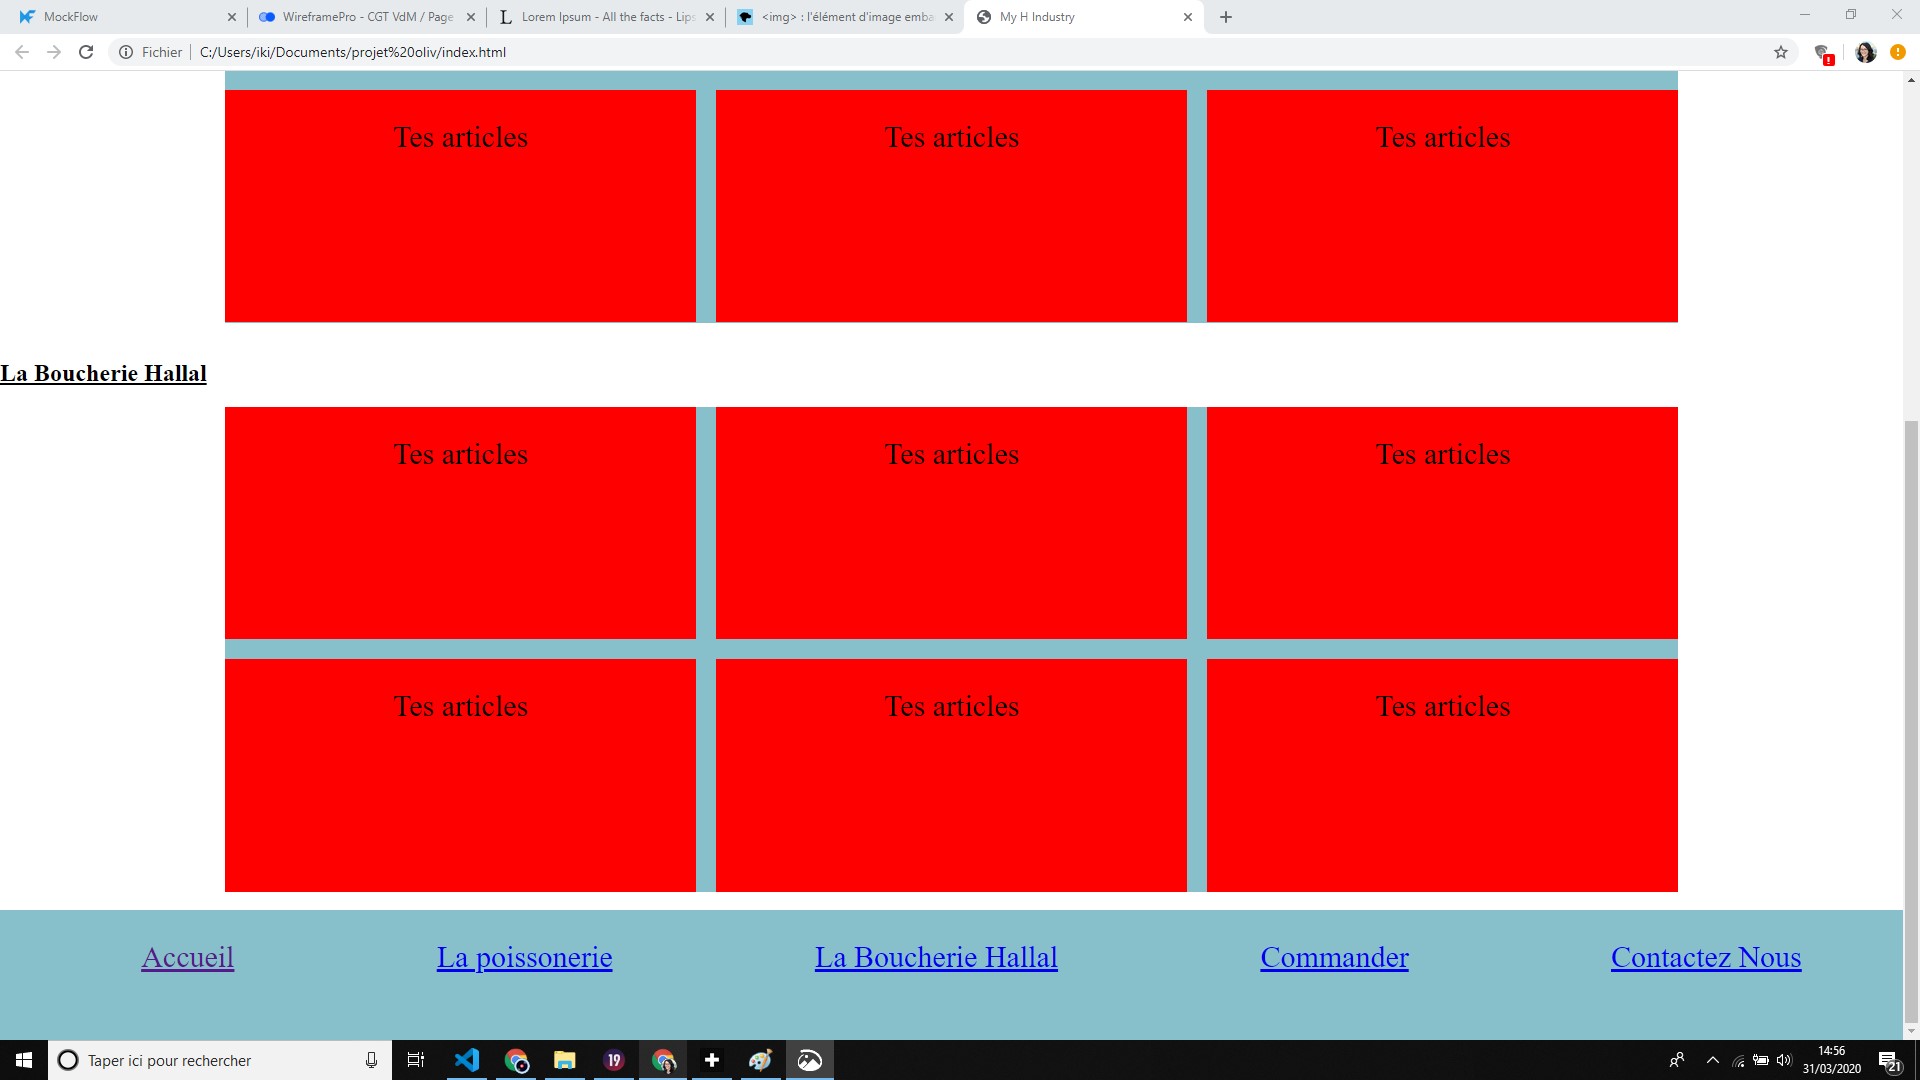 MockFlow
WireframePro - CGT VdM / Page
Lorem Ipsum - All the facts - Lips
<img> : l'élément d'image emba
My H Industry
Fichier
C:/Users/iki/Documents/projet%20oliv/index.html
Tes articles
Tes articles
Tes articles
La Boucherie Hallal
Tes articles
Tes articles
Tes articles
Tes articles
Tes articles
Tes articles
Accueil
La poissonerie
La Boucherie Hallal
Commander
Contactez Nous
Taper ici pour rechercher
19
14:56
31/03/2020
21